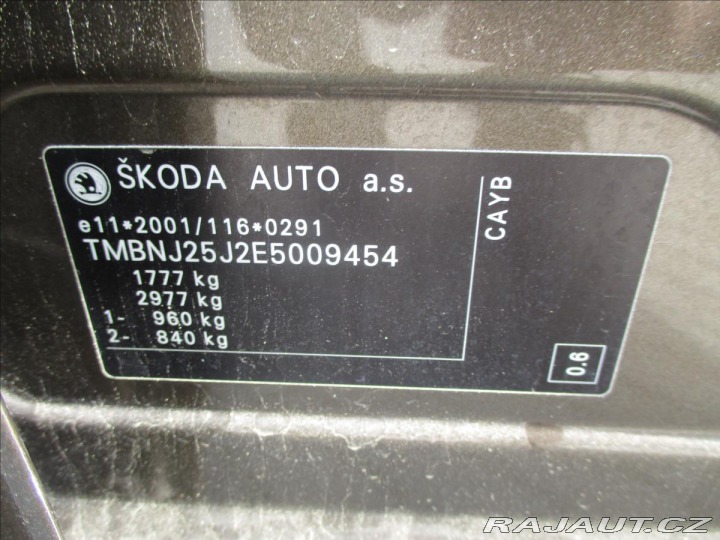 ŠKODA AUTO a.s.
e11*2001/116*0291
TMBNJ25J2E5009454
1777 kg
2977 kg
1- 960 kg
2- 840 kg
CAYB
0.6
RAJAUT.CZ